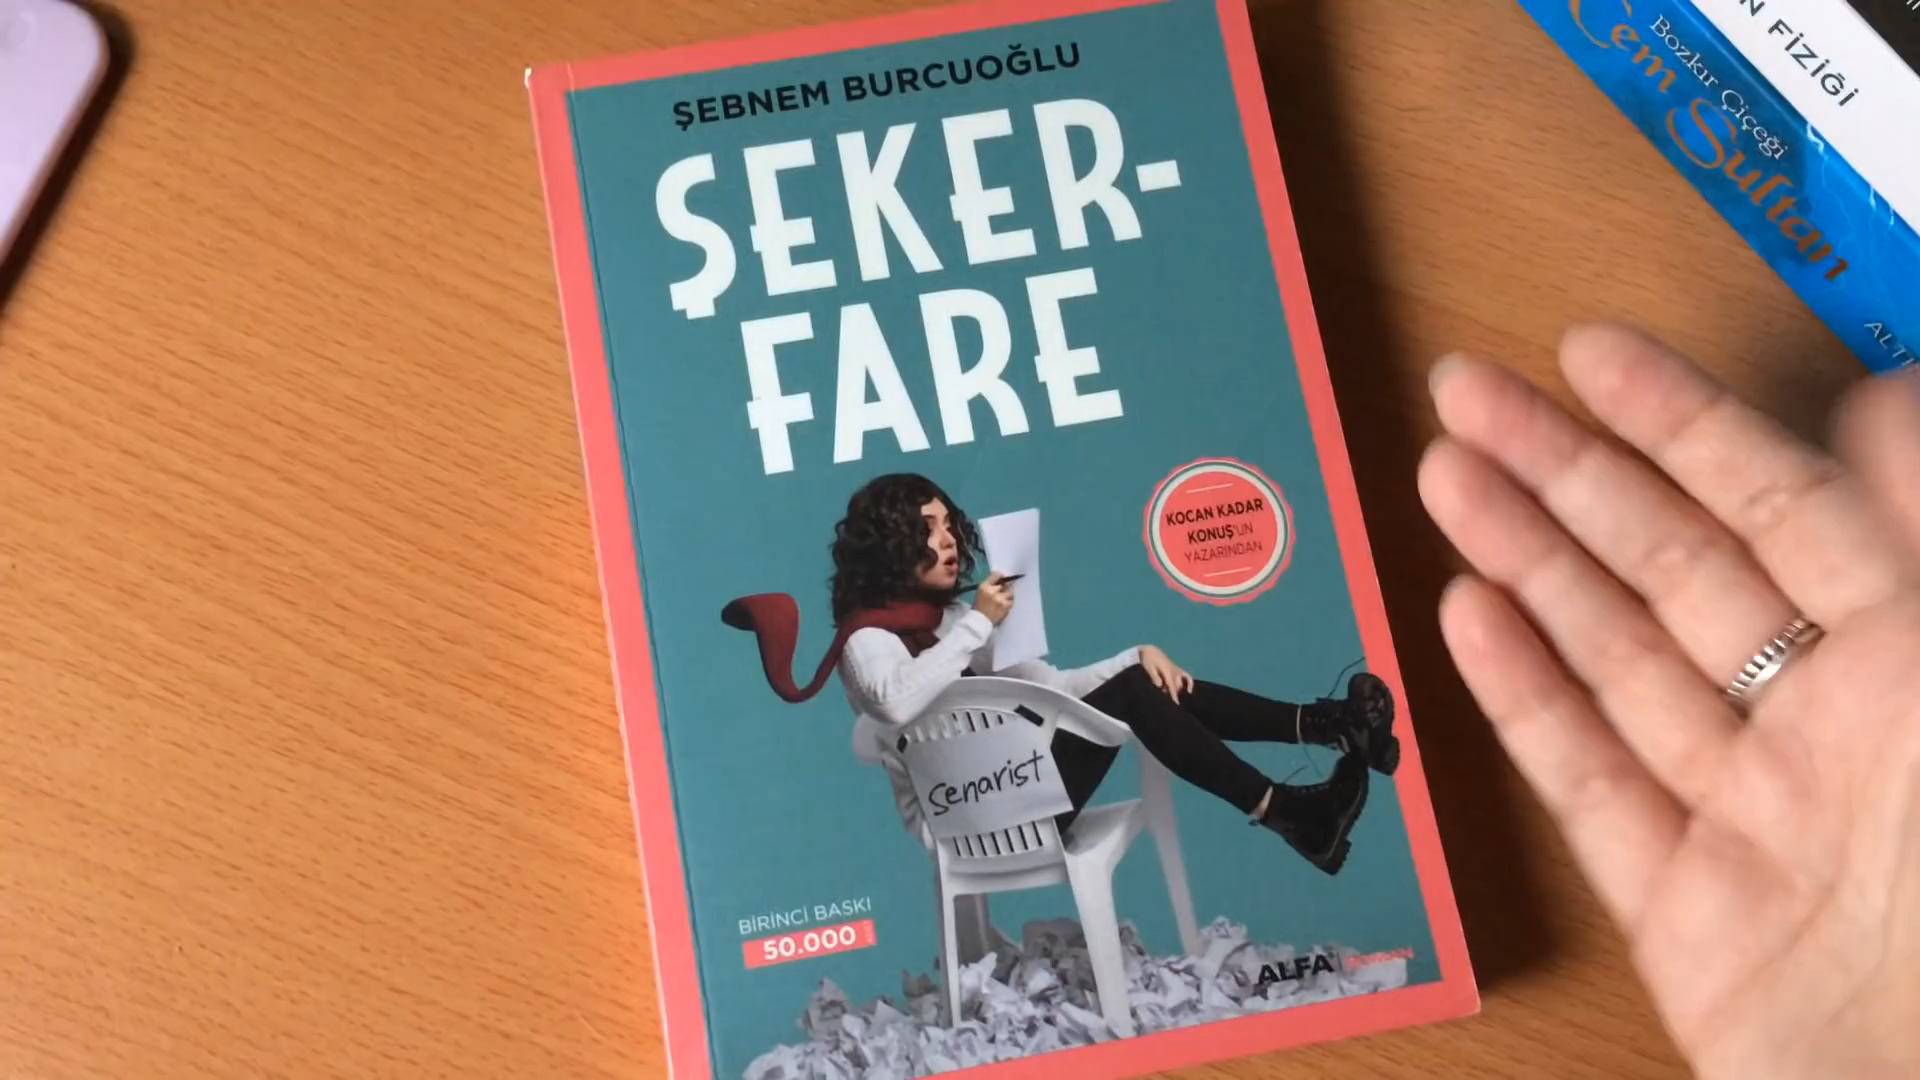 ŞEBNEM BURCUOĞLU
ŞEKER-
FARE
KOCAN KADAR
KONUŞ'UN
YAZARINDAN
Senarist
BİRİNCİ BASKI
50.000
ALFA | ROMAN
Bozkır Çiçeği
Cem Sultan
N FİZİĞİ